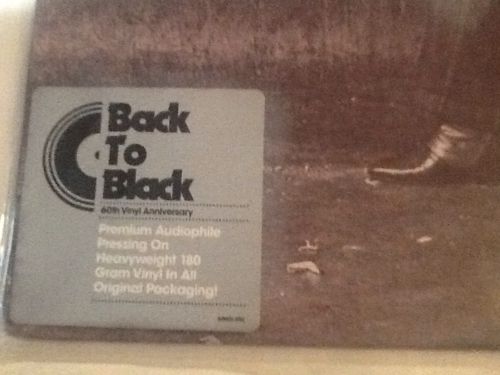 Back
To
Black
60th Vinyl Anniversary
Premium Audiophile
Pressing On
Heavyweight 180
Gram Vinyl In All
Original Packaging!